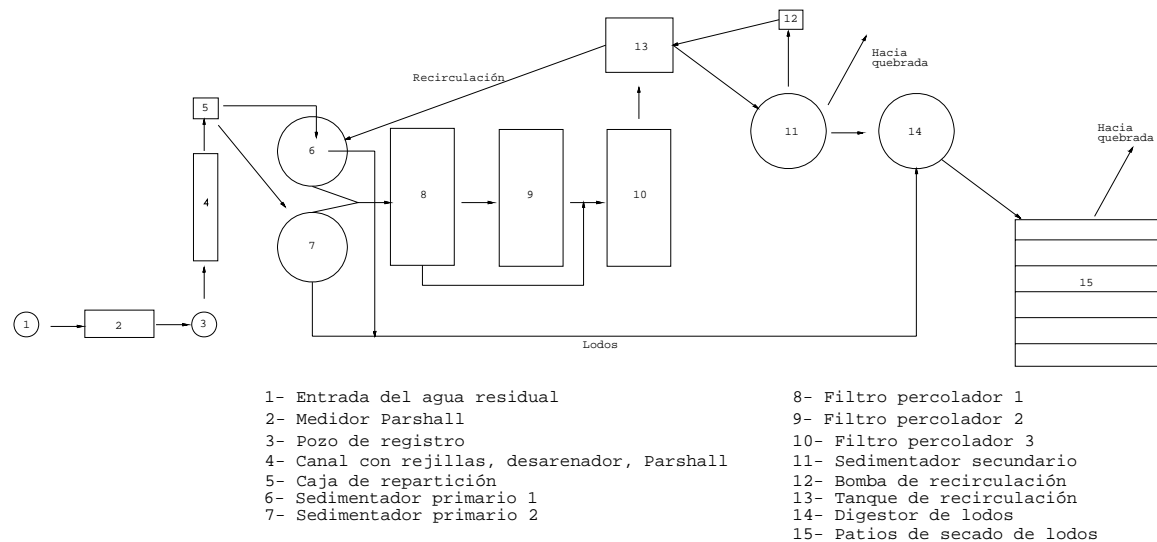 12
13
Hacia
quebrada
Recirculación
5
11
14
Hacia
quebrada
6
4
8
9
10
7
15
1
2
3
Lodos
1- Entrada del agua residual
2- Medidor Parshall
3- Pozo de registro
4- Canal con rejillas, desarenador, Parshall
5- Caja de repartición
6- Sedimentador primario 1
7- Sedimentador primario 2
8- Filtro percolador 1
9- Filtro percolador 2
10- Filtro percolador 3
11- Sedimentador secundario
12- Bomba de recirculación
13- Tanque de recirculación
14- Digestor de lodos
15- Patios de secado de lodos